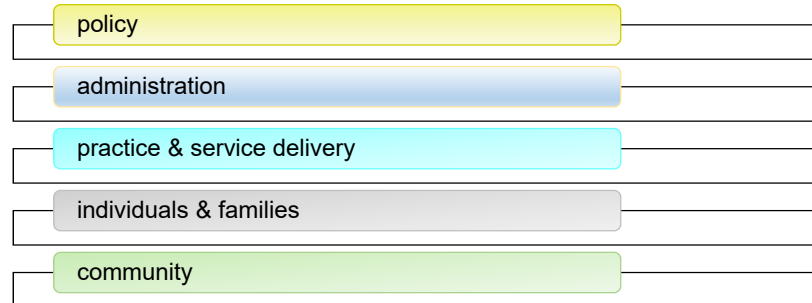 policy
administration
practice & service delivery
individuals & families
community